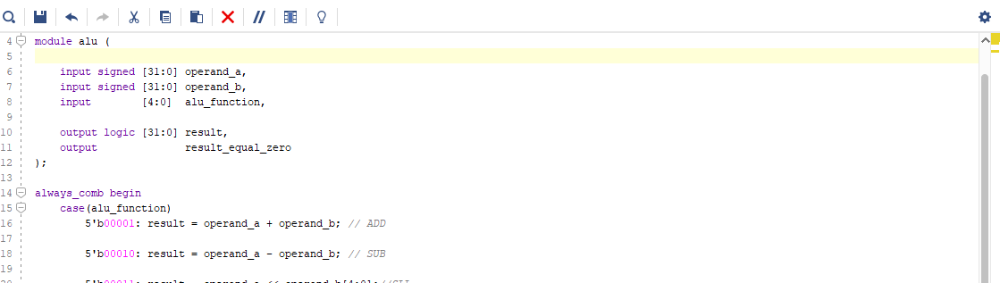 4 module alu (
5
6 input signed [31:0] operand_a,
7 input signed [31:0] operand_b,
8 input [4:0] alu_function,
9
10 output logic [31:0] result,
11 output result_equal_zero
12 );
13
14 always_comb begin
15 case(alu_function)
16 5'b00001: result = operand_a + operand_b; // ADD
17
18 5'b00010: result = operand_a - operand_b; // SUB
19